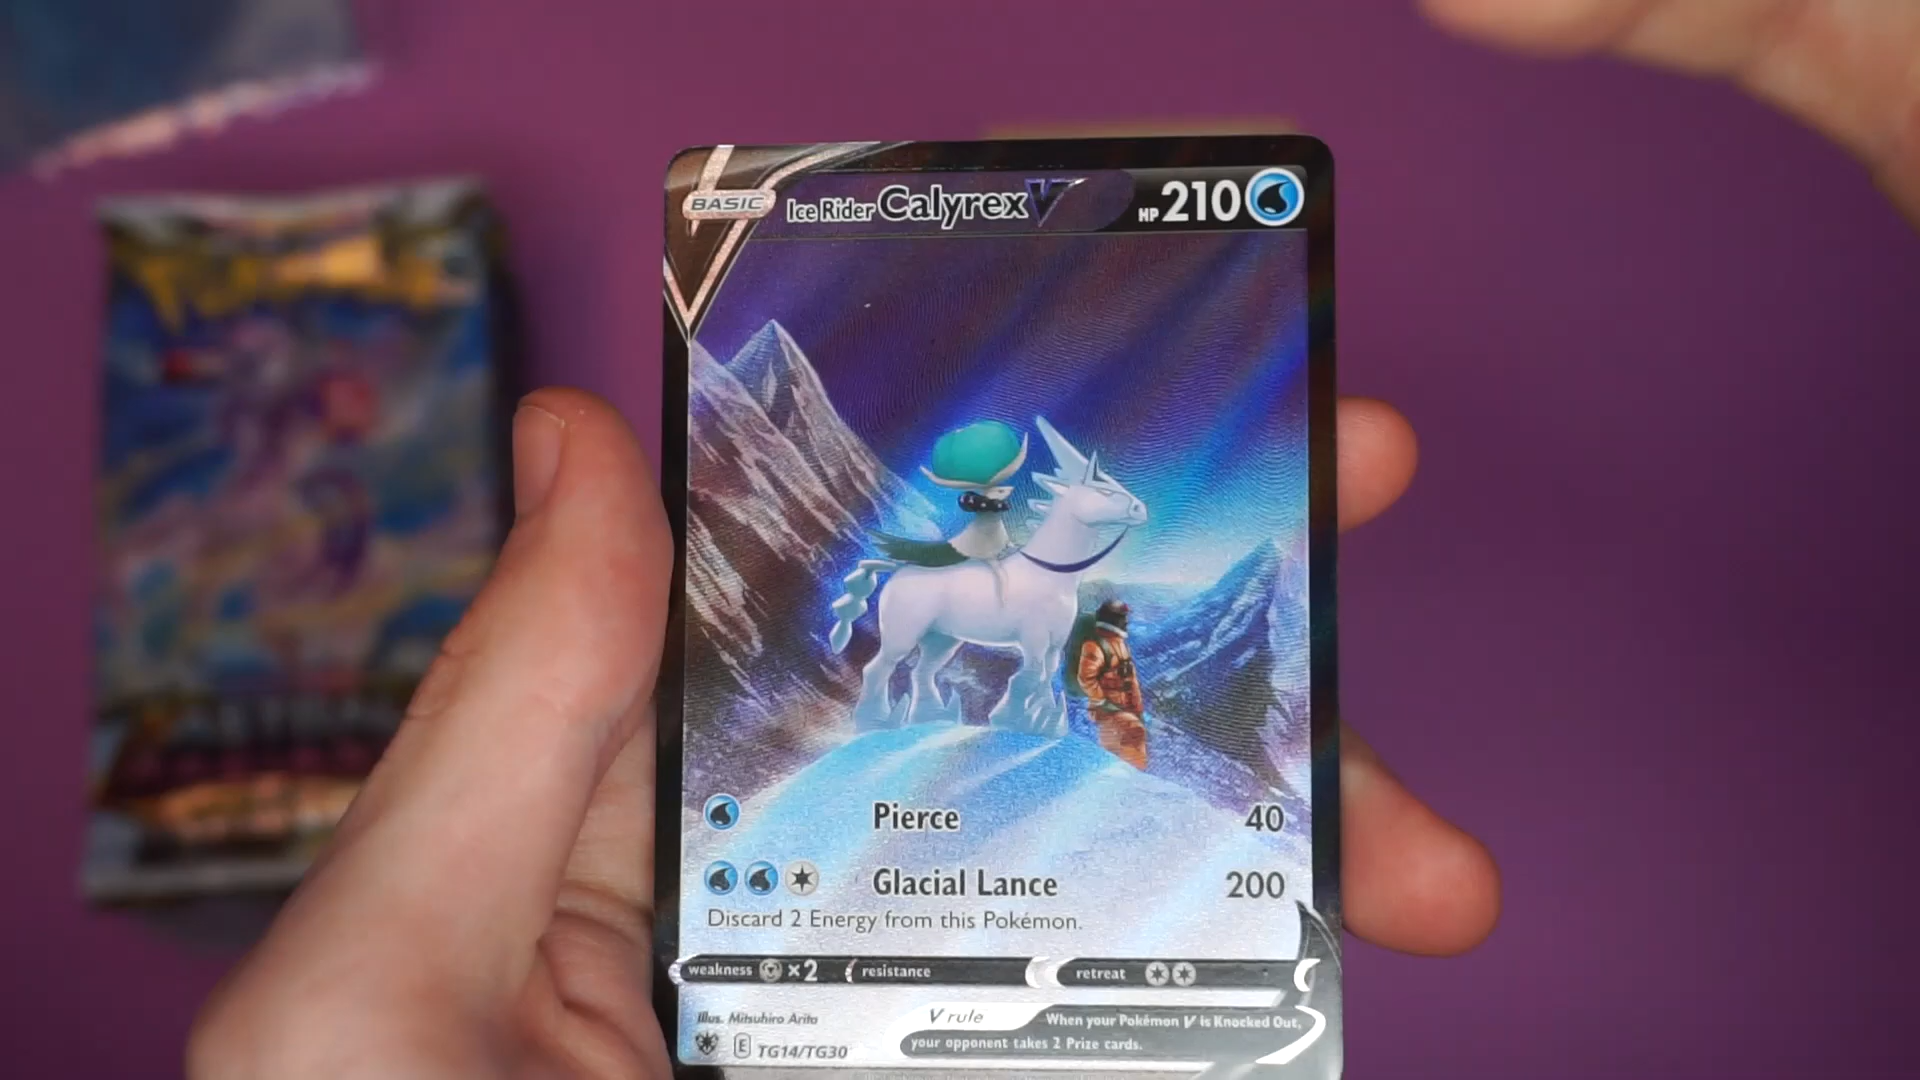 BASIC
Ice Rider Calyrex V
HP 210
Pierce 40
Glacial Lance 200
Discard 2 Energy from this Pokémon.
weakness ×2 resistance retreat
Illus. Mitsuhiro Arita
V rule When your Pokémon V is Knocked Out,
your opponent takes 2 Prize cards.
E TG14/TG30